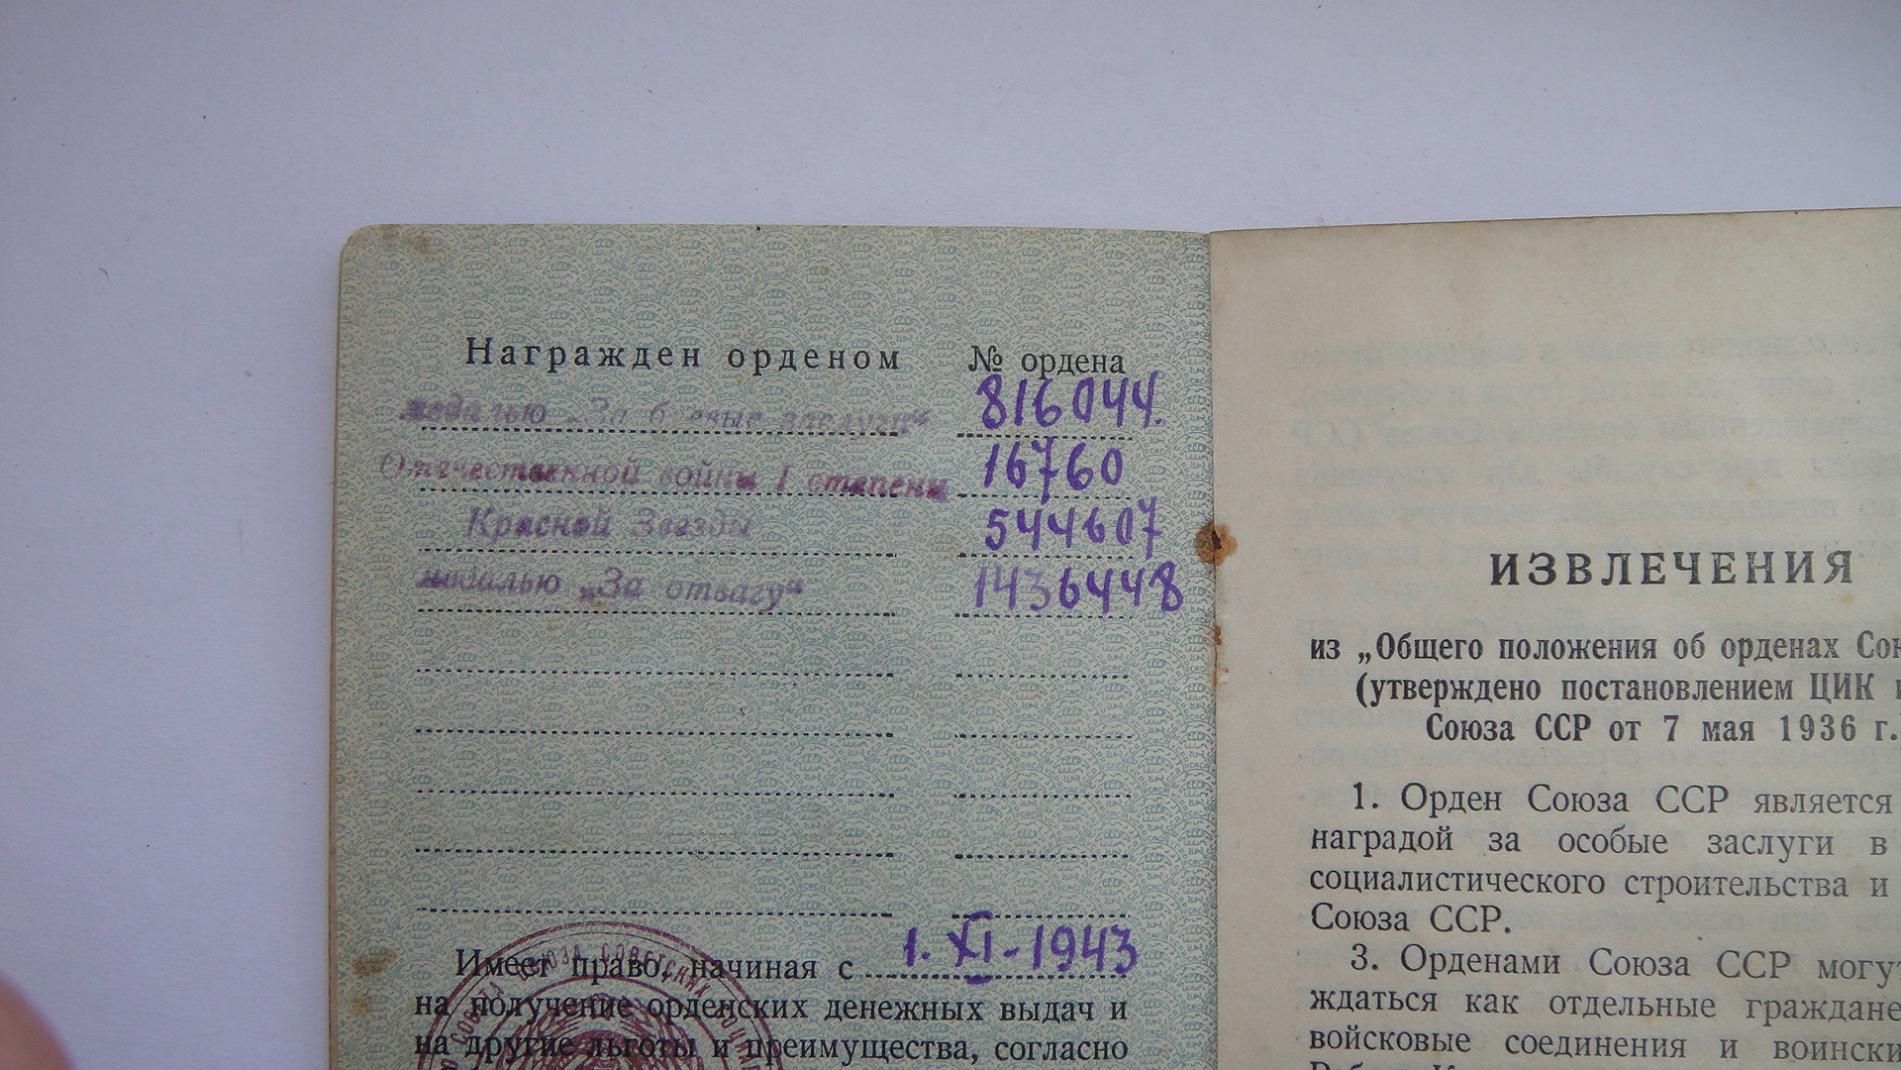 Награжден орденом № ордена
медалью „За б евые заслуги“ 816044.
Отечественной войны I степени 16760
Красной Звезды 544607
медалью „За отвагу“ 1436448
Имеет право, начиная с 1. XI - 1943
на получение орденских денежных выдач и
на другие льготы и преимущества, согласно
СОЮЗА СОВЕТСКИХ
ИЗВЛЕЧЕНИЯ
из „Общего положения об орденах Сою
(утверждено постановлением ЦИК
Союза ССР от 7 мая 1936 г.
1. Орден Союза ССР является
наградой за особые заслуги в
социалистического строительства и
Союза ССР.
3. Орденами Союза ССР могут
ждаться как отдельные граждане
войсковые соединения и воински